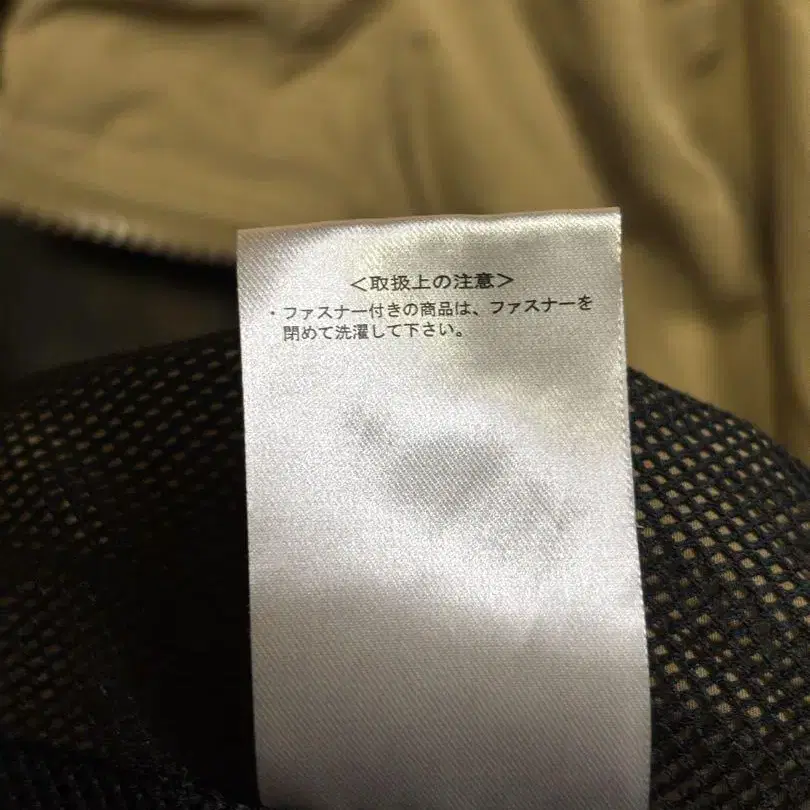 ＜取扱上の注意＞
・ファスナー付きの商品は、ファスナーを
閉めて洗濯して下さい。